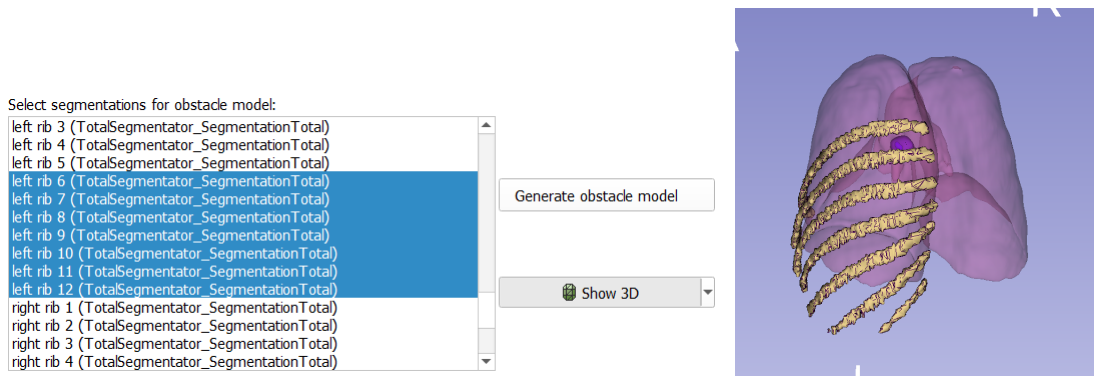 Select segmentations for obstacle model:
left rib 3 (TotalSegmentator_SegmentationTotal)
left rib 4 (TotalSegmentator_SegmentationTotal)
left rib 5 (TotalSegmentator_SegmentationTotal)
left rib 6 (TotalSegmentator_SegmentationTotal)
left rib 7 (TotalSegmentator_SegmentationTotal)
left rib 8 (TotalSegmentator_SegmentationTotal)
left rib 9 (TotalSegmentator_SegmentationTotal)
left rib 10 (TotalSegmentator_SegmentationTotal)
left rib 11 (TotalSegmentator_SegmentationTotal)
left rib 12 (TotalSegmentator_SegmentationTotal)
right rib 1 (TotalSegmentator_SegmentationTotal)
right rib 2 (TotalSegmentator_SegmentationTotal)
right rib 3 (TotalSegmentator_SegmentationTotal)
right rib 4 (TotalSegmentator_SegmentationTotal)
Generate obstacle model
Show 3D
R